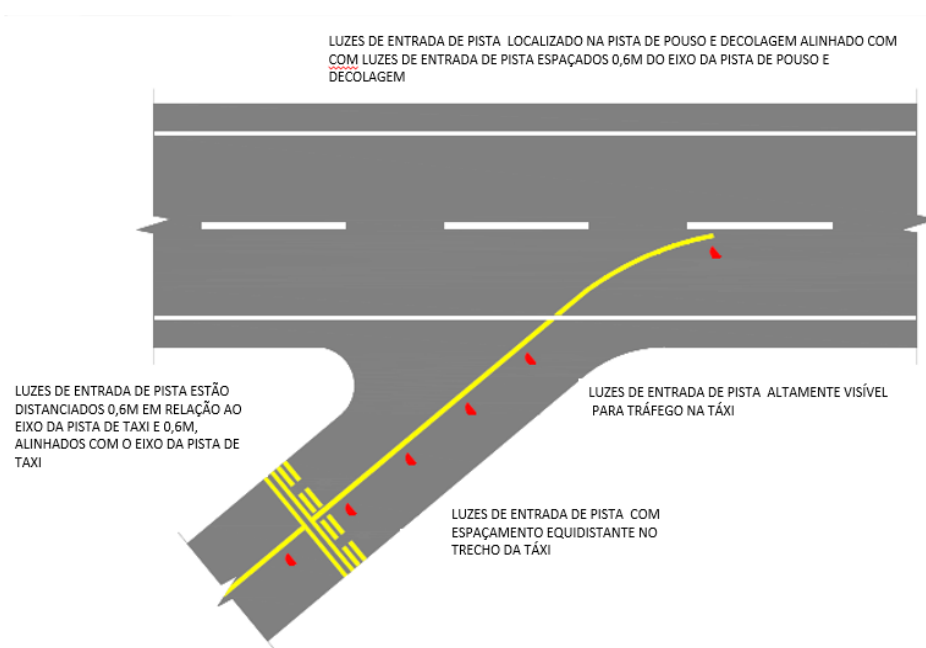 LUZES DE ENTRADA DE PISTA LOCALIZADO NA PISTA DE POUSO E DECOLAGEM ALINHADO COM
COM LUZES DE ENTRADA DE PISTA ESPAÇADOS 0,6M DO EIXO DA PISTA DE POUSO E
DECOLAGEM
LUZES DE ENTRADA DE PISTA ESTÃO
DISTANCIADOS 0,6M EM RELAÇÃO AO
EIXO DA PISTA DE TAXI E 0,6M,
ALINHADOS COM O EIXO DA PISTA DE
TAXI
LUZES DE ENTRADA DE PISTA ALTAMENTE VISÍVEL
PARA TRÁFEGO NA TÁXI
LUZES DE ENTRADA DE PISTA COM
ESPAÇAMENTO EQUIDISTANTE NO
TRECHO DA TÁXI